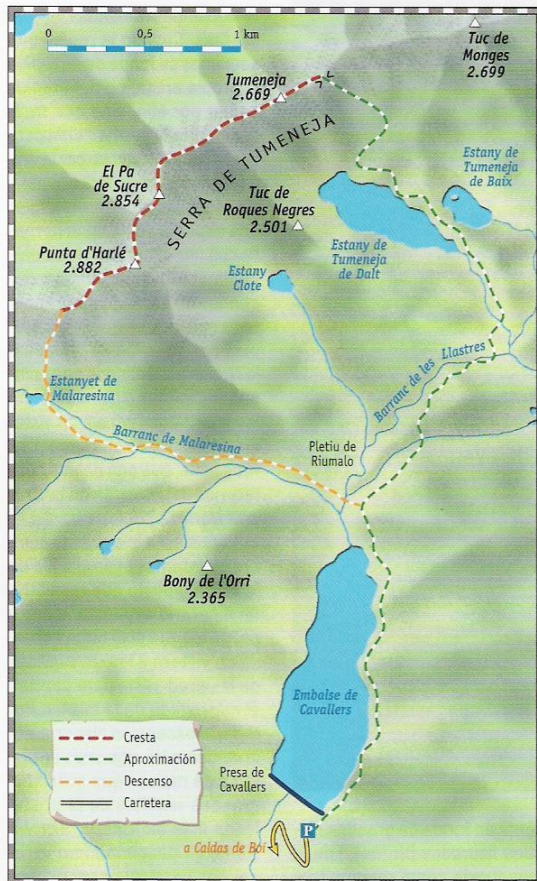 0 0,5 1 km
Tuc de
Monges
2.699
Tumeneja
2.669
SERRA DE TUMENEJA
El Pa
de Sucre
2.854
Estany
de Tumeneja
de Baix
Tuc de
Roques Negres
2.501
Punta d'Harlé
2.882
Estany de
Tumeneja
de Dalt
Estany
Clote
Barranc de les Llastres
Estanyet de
Malaresina
Barranc de Malaresina
Pletiu de
Riumalo
Bony de l'Orri
2.365
Embalse de
Cavallers
Cresta
Aproximación
Descenso
Carretera
Presa de
Cavallers
P
a Caldas de Boí